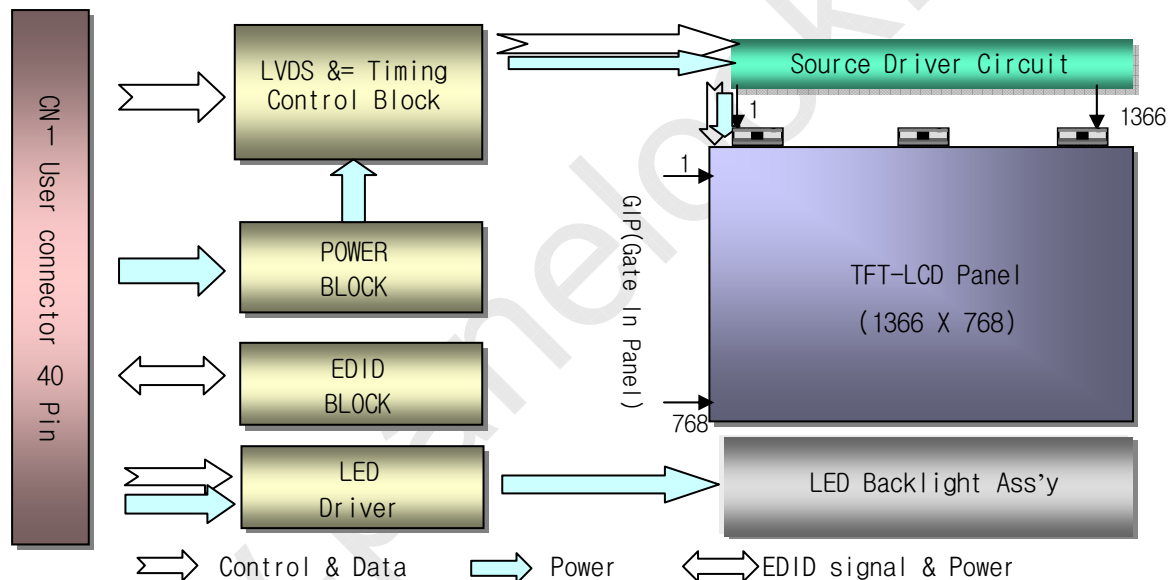 CN1 User connector 40 Pin
LVDS &= Timing
Control Block
POWER
BLOCK
EDID
BLOCK
LED
Driver
Source Driver Circuit
1
1366
1
GIP(Gate In Panel)
768
TFT-LCD Panel
(1366 X 768)
LED Backlight Ass’y
Control & Data
Power
EDID signal & Power